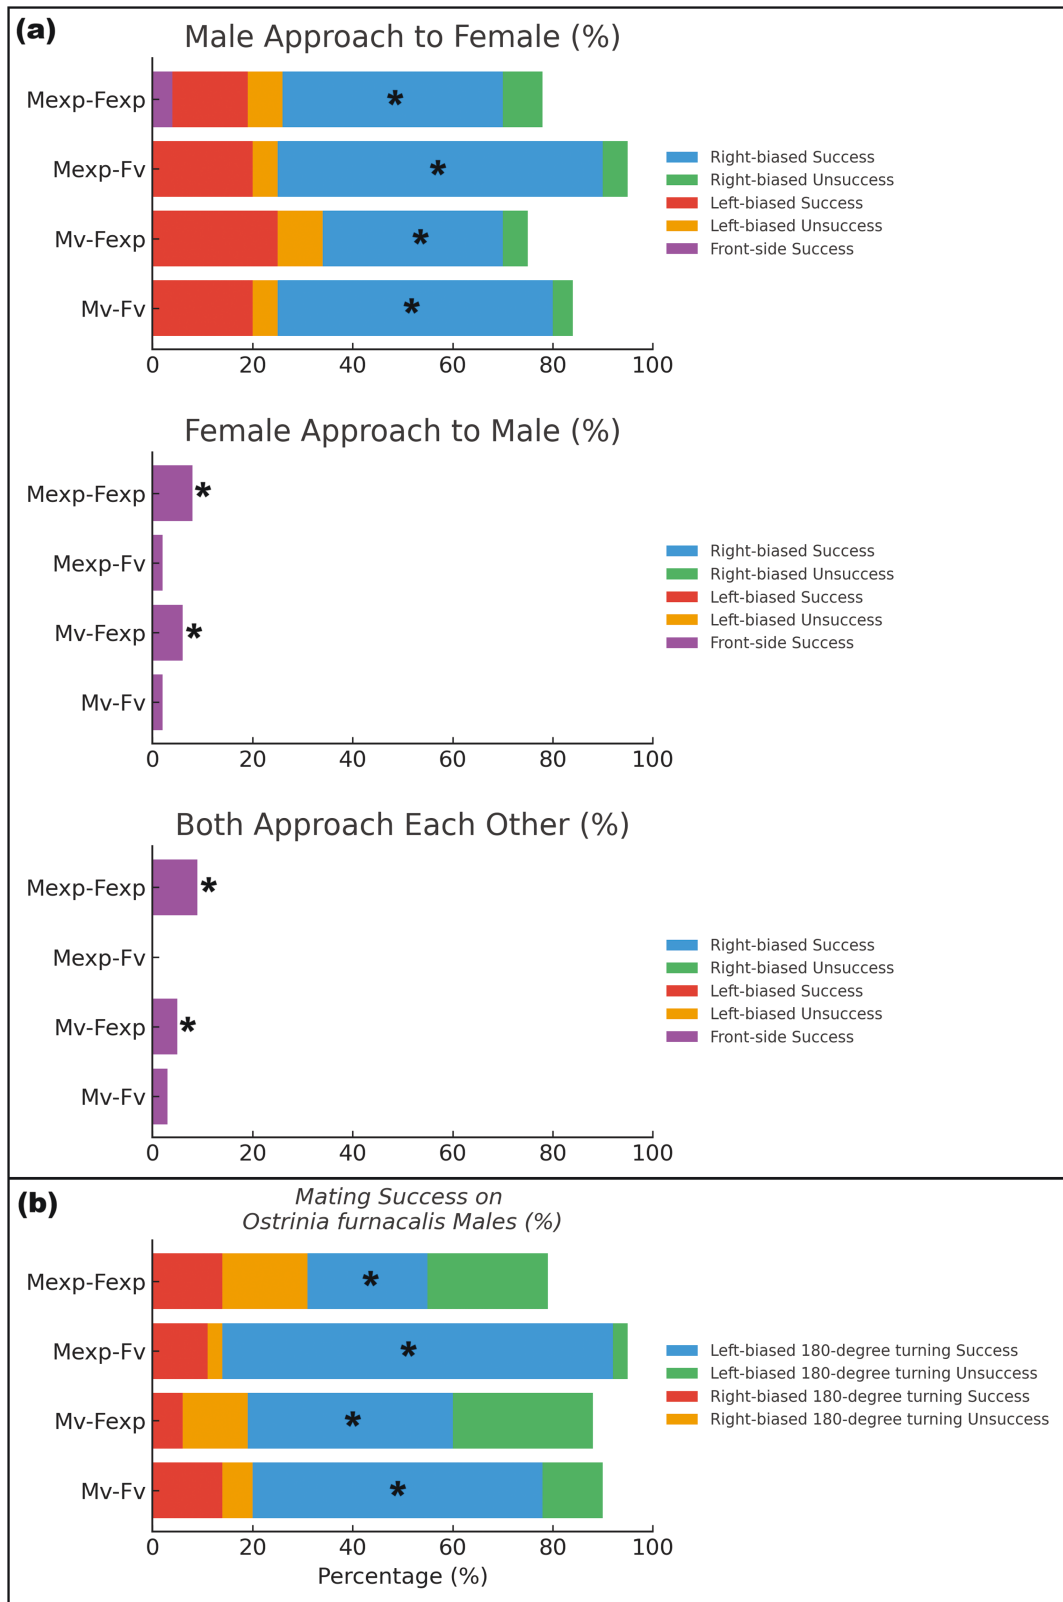 (a)
Male Approach to Female (%)
Mexp-Fexp
*
Mexp-Fv
*
Mv-Fexp
*
Mv-Fv
*
0 20 40 60 80 100
Right-biased Success
Right-biased Unsuccess
Left-biased Success
Left-biased Unsuccess
Front-side Success
Female Approach to Male (%)
Mexp-Fexp
*
Mexp-Fv
Mv-Fexp
*
Mv-Fv
0 20 40 60 80 100
Right-biased Success
Right-biased Unsuccess
Left-biased Success
Left-biased Unsuccess
Front-side Success
Both Approach Each Other (%)
Mexp-Fexp
*
Mexp-Fv
Mv-Fexp
*
Mv-Fv
0 20 40 60 80 100
Right-biased Success
Right-biased Unsuccess
Left-biased Success
Left-biased Unsuccess
Front-side Success
(b)
Mating Success on
Ostrinia furnacalis Males (%)
Mexp-Fexp
*
Mexp-Fv
*
Mv-Fexp
*
Mv-Fv
*
0 20 40 60 80 100
Percentage (%)
Left-biased 180-degree turning Success
Left-biased 180-degree turning Unsuccess
Right-biased 180-degree turning Success
Right-biased 180-degree turning Unsuccess